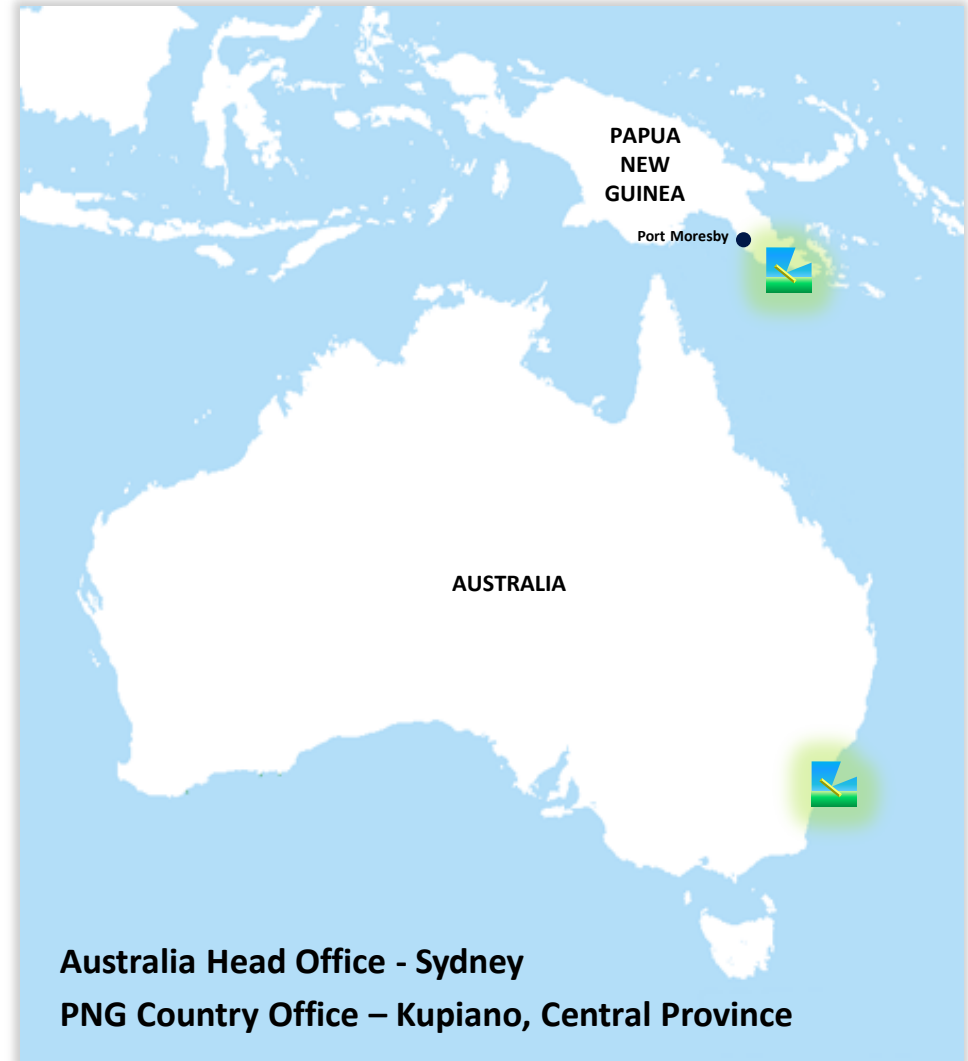 PAPUA
NEW
GUINEA
Port Moresby
AUSTRALIA
Australia Head Office - Sydney
PNG Country Office – Kupiano, Central Province